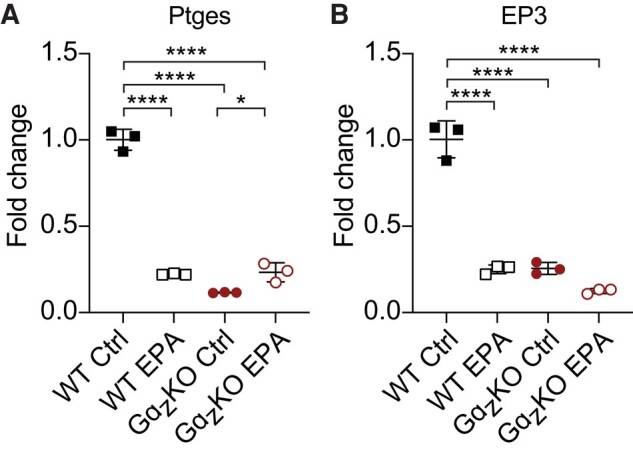 A
Ptges
Fold change
1.5
1.0
0.5
0.0
****
****
****
*
WT Ctrl
WT EPA
GαzKO Ctrl
GαzKO EPA
B
EP3
Fold change
1.5
1.0
0.5
0.0
****
****
****
WT Ctrl
WT EPA
GαzKO Ctrl
GαzKO EPA